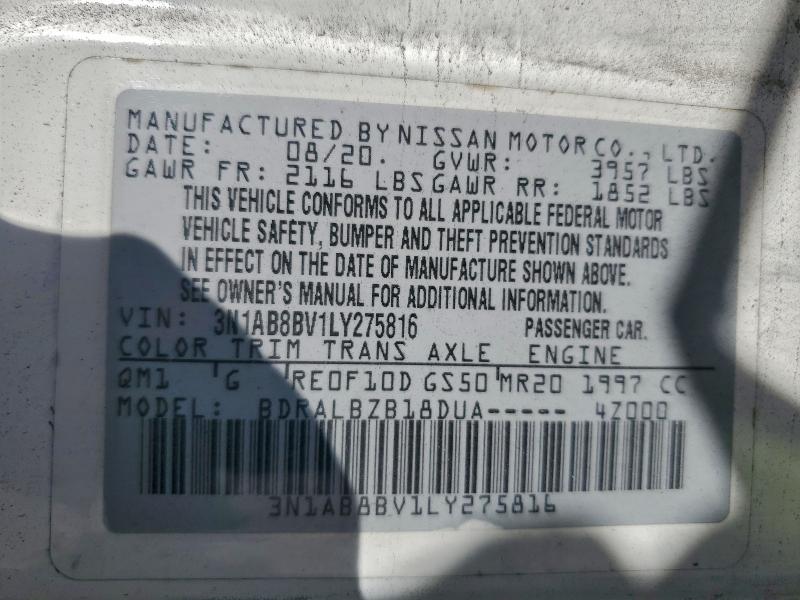 MANUFACTURED BY NISSAN MOTOR CO., LTD.
DATE: 08/20. GVWR: 3957 LBS
GAWR FR: 2116 LBS GAWR RR: 1852 LBS
THIS VEHICLE CONFORMS TO ALL APPLICABLE FEDERAL MOTOR
VEHICLE SAFETY, BUMPER AND THEFT PREVENTION STANDARDS
IN EFFECT ON THE DATE OF MANUFACTURE SHOWN ABOVE.
SEE OWNER'S MANUAL FOR ADDITIONAL INFORMATION.
VIN: 3N1AB8BV1LY275816 PASSENGER CAR.
COLOR TRIM TRANS AXLE ENGINE
QM1 G RE0F10D GS50 MR20 1997 CC
MODEL: BDRALBZB18DUA----- 4Z000
3N1AB8BV1LY275816